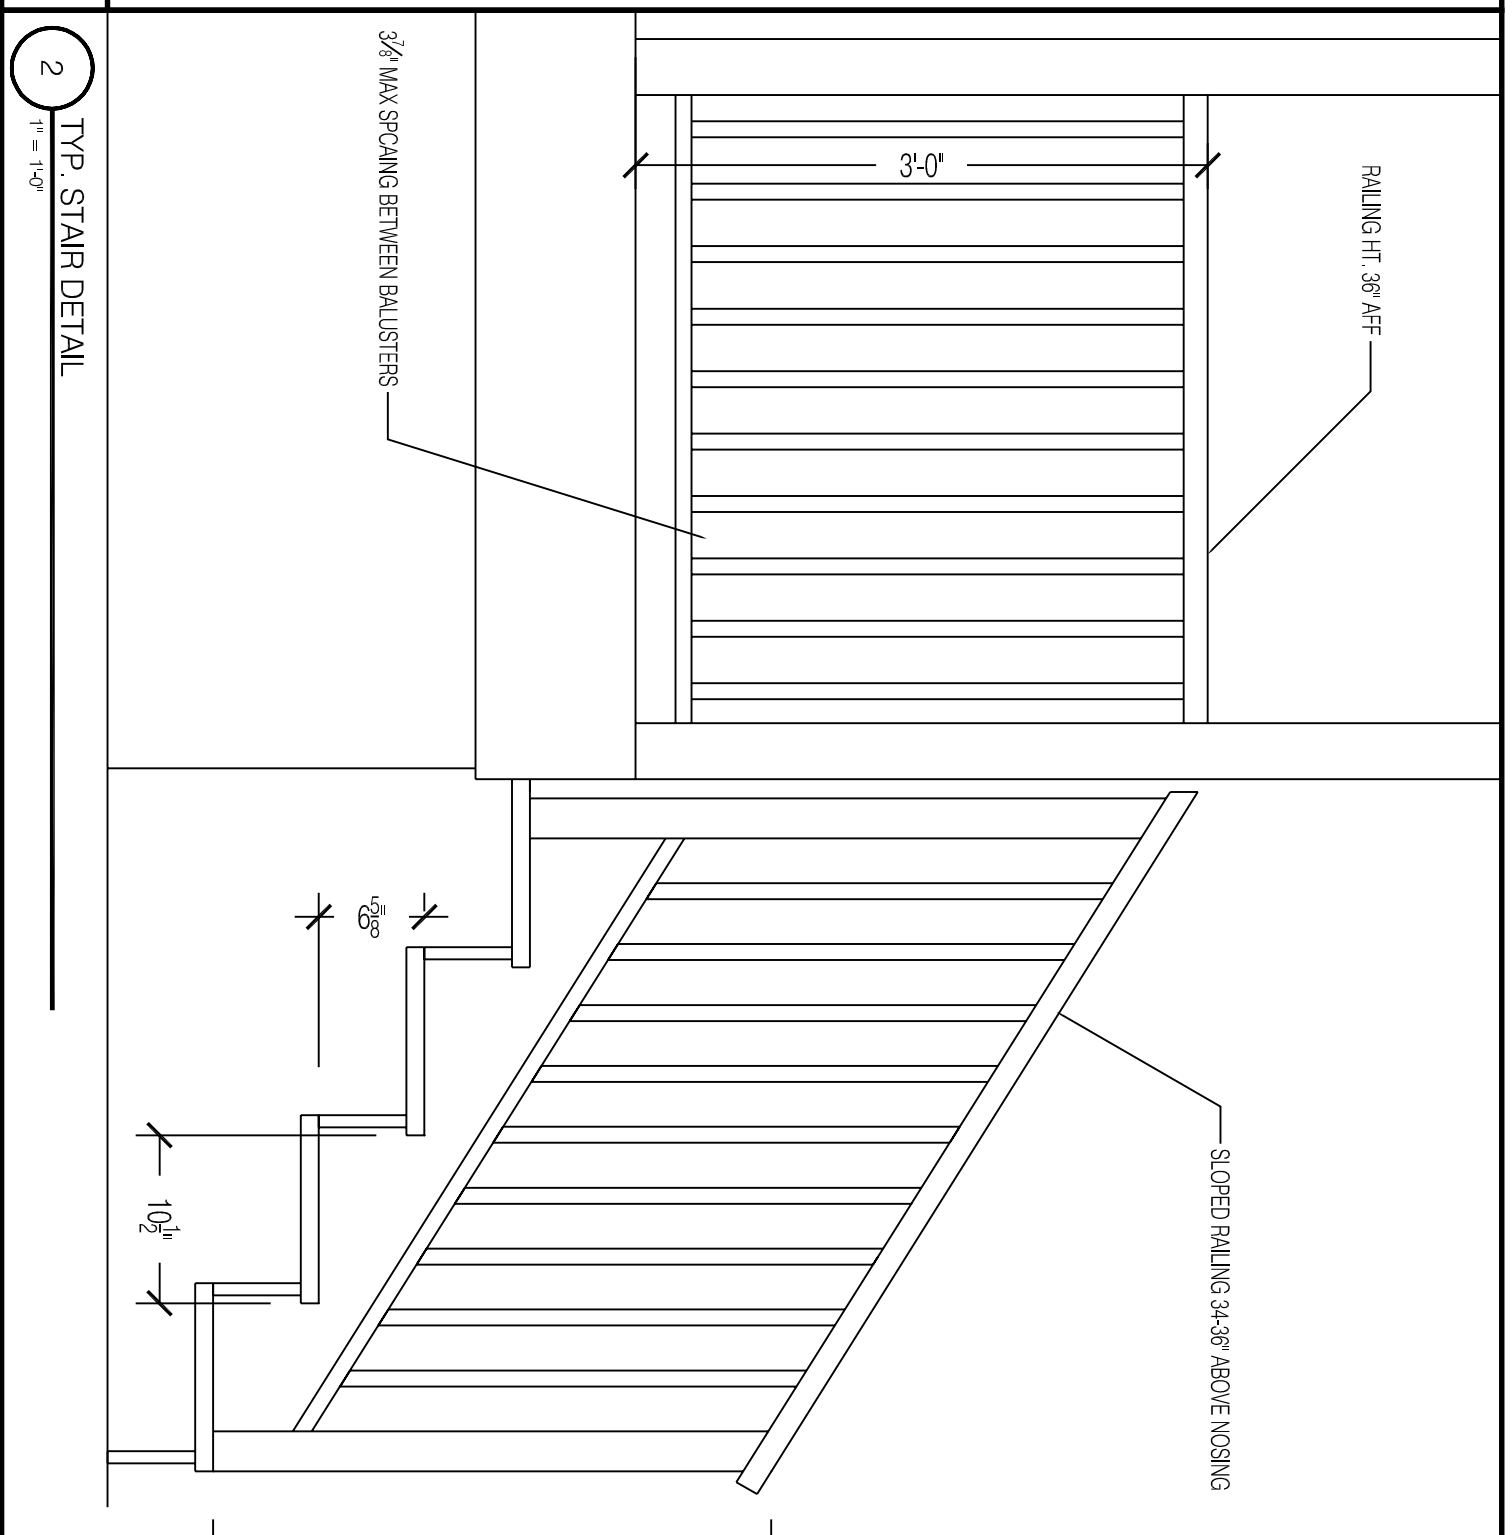 RAILING HT. 36" AFF
3'-0"
3⅞" MAX SPCAING BETWEEN BALUSTERS
SLOPED RAILING 34-36" ABOVE NOSING
6⅝"
10½"
2
TYP. STAIR DETAIL
1" = 1'-0"